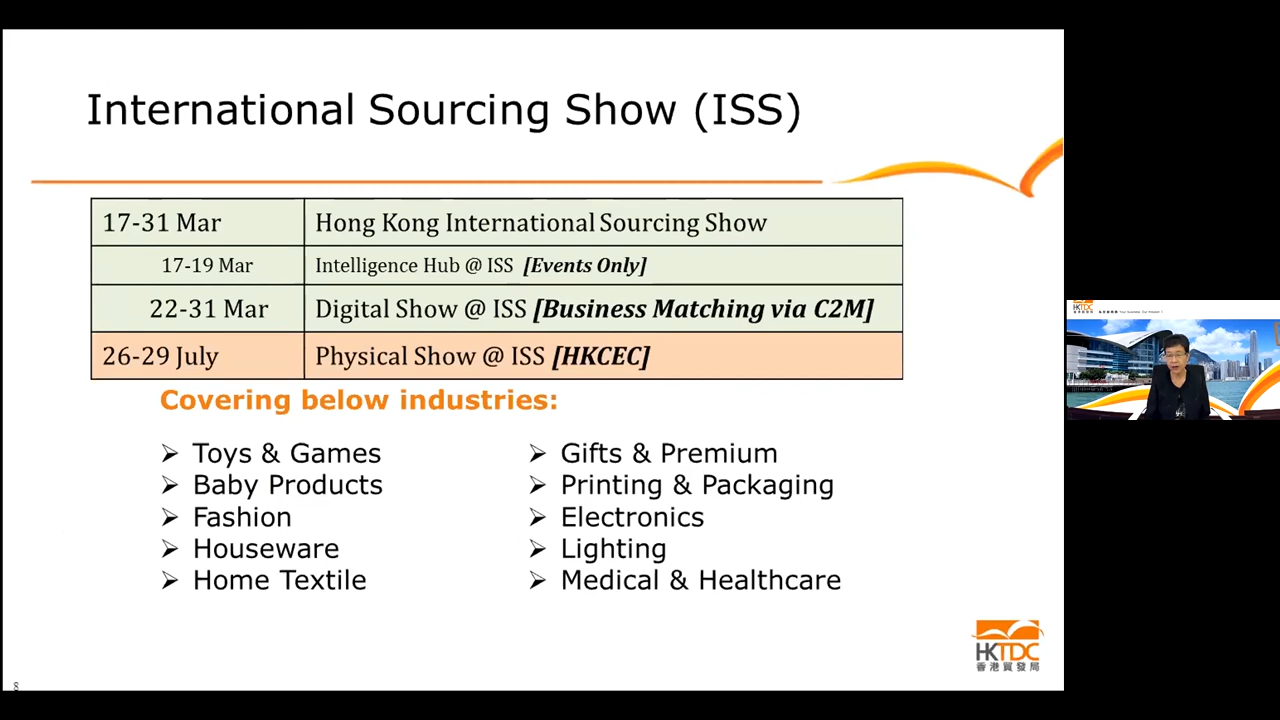 International Sourcing Show (ISS)
17-31 Mar Hong Kong International Sourcing Show
17-19 Mar Intelligence Hub @ ISS [Events Only]
22-31 Mar Digital Show @ ISS [Business Matching via C2M]
26-29 July Physical Show @ ISS [HKCEC]
Covering below industries:
➢ Toys & Games
➢ Baby Products
➢ Fashion
➢ Houseware
➢ Home Textile
➢ Gifts & Premium
➢ Printing & Packaging
➢ Electronics
➢ Lighting
➢ Medical & Healthcare
HKTDC
香港貿發局
8
HKTDC